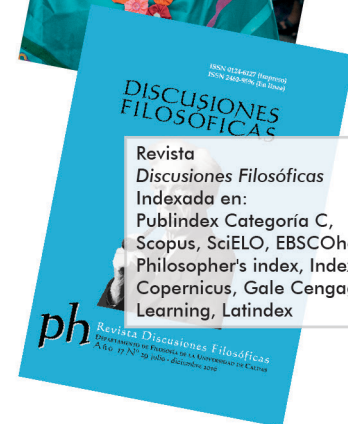 ISSN 0124-6127 (Impreso)
ISSN 2462-9596 (En línea)
DISCUSIONES
FILOSÓFICAS
Revista
Discusiones Filosóficas
Indexada en:
Publindex Categoría C,
Scopus, SciELO, EBSCOh
Philosopher's index, Index
Copernicus, Gale Cengag
Learning, Latindex
ph Revista Discusiones Filosóficas
Departamento de Filosofía de la Universidad de Caldas
Año 17 Nº 29 julio - diciembre 2016